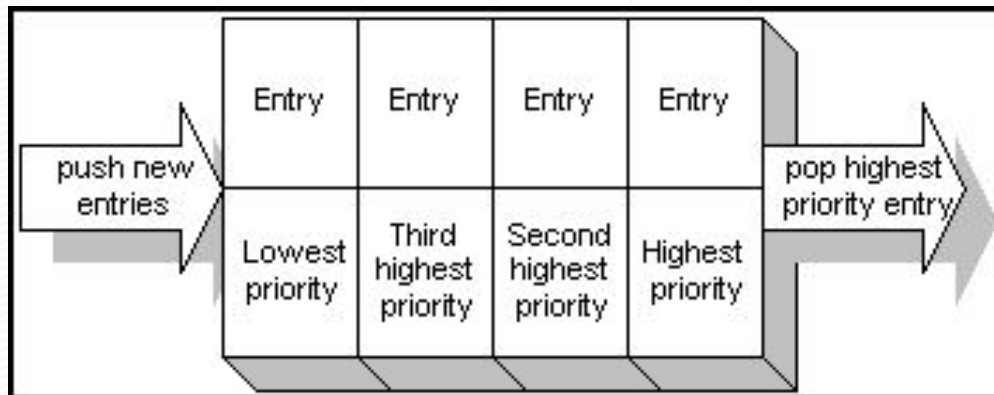 push new
entries
Entry
Entry
Entry
Entry
Lowest
priority
Third
highest
priority
Second
highest
priority
Highest
priority
pop highest
priority entry